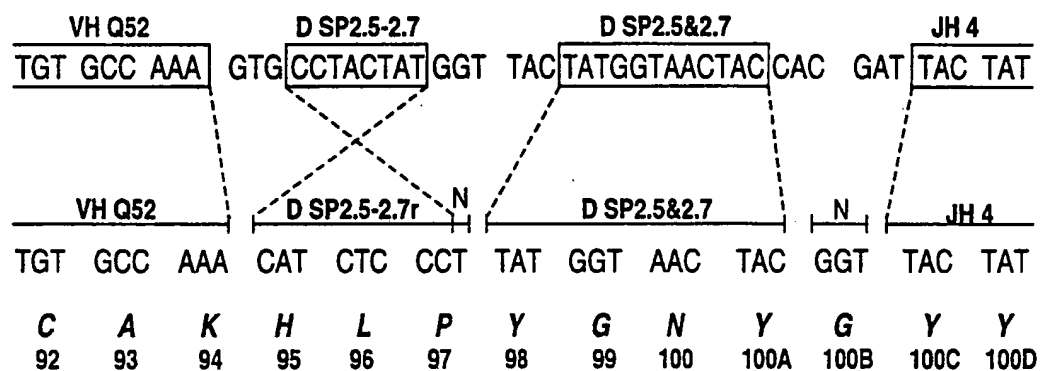 VH Q52 D SP2.5-2.7 D SP2.5&2.7 JH 4
TGT GCC AAA GTG CCTACTAT GGT TAC TATGGTAACTAC CAC GAT TAC TAT
VH Q52 D SP2.5-2.7r N D SP2.5&2.7 N JH 4
TGT GCC AAA CAT CTC CCT TAT GGT AAC TAC GGT TAC TAT
C A K H L P Y G N Y G Y Y
92 93 94 95 96 97 98 99 100 100A 100B 100C 100D